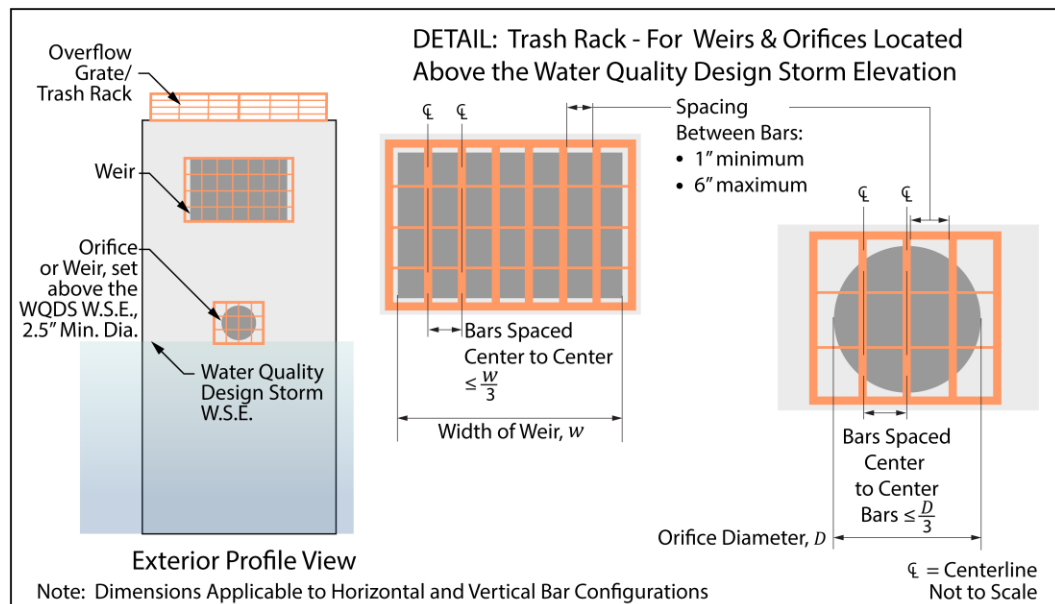 DETAIL: Trash Rack - For Weirs & Orifices Located
Above the Water Quality Design Storm Elevation
Overflow
Grate/
Trash Rack
Weir
Orifice
or Weir, set
above the
WQDS W.S.E.,
2.5” Min. Dia.
Water Quality
Design Storm
W.S.E.
Exterior Profile View
℄ ℄
Spacing
Between Bars:
• 1” minimum
• 6” maximum
Bars Spaced
Center to Center
≤ w/3
Width of Weir, w
℄ ℄
Bars Spaced
Center
to Center
Bars ≤ D/3
Orifice Diameter, D
℄ = Centerline
Not to Scale
Note: Dimensions Applicable to Horizontal and Vertical Bar Configurations